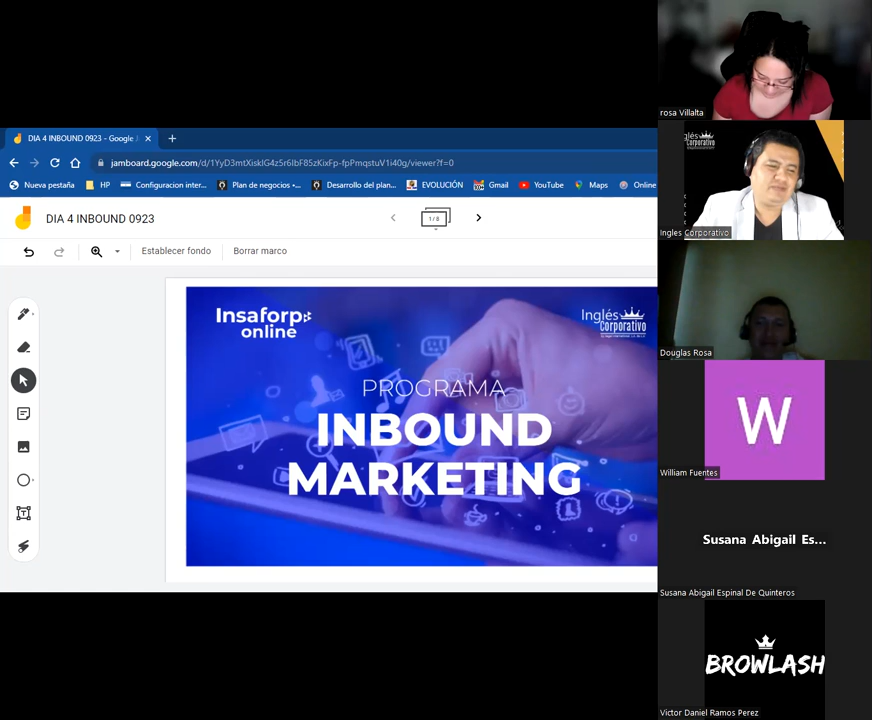 DIA 4 INBOUND 0923 - Google J
jamboard.google.com/d/1YyD3mtXisklG4z5r6IbF8SzKixFp-fpPmqstuV1i40g/viewer?f=0
Nueva pestaña
HP
Configuracion inter...
Plan de negocios -...
Desarrollo del plan...
EVOLUCIÓN
Gmail
YouTube
Maps
Online
DIA 4 INBOUND 0923
1 / 8
Establecer fondo
Borrar marco
Insaforp
online
Inglés
Corporativo
PROGRAMA
INBOUND
MARKETING
rosa Villalta
glés
Corporativo
Ingles Corporativo
Douglas Rosa
W
William Fuentes
Susana Abigail Es...
Susana Abigail Espinal De Quinteros
BROWLASH
Victor Daniel Ramos Perez